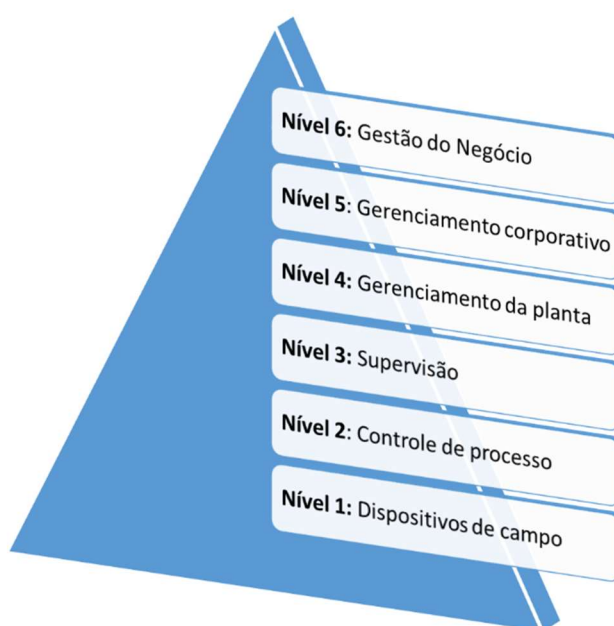 Nível 6: Gestão do Negócio
Nível 5: Gerenciamento corporativo
Nível 4: Gerenciamento da planta
Nível 3: Supervisão
Nível 2: Controle de processo
Nível 1: Dispositivos de campo